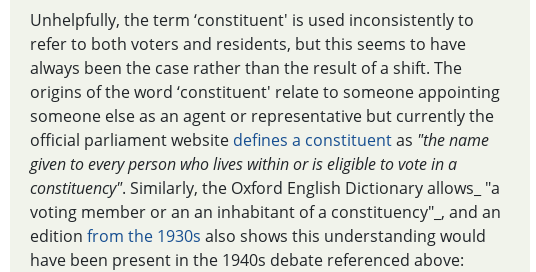 Unhelpfully, the term ‘constituent' is used inconsistently to
refer to both voters and residents, but this seems to have
always been the case rather than the result of a shift. The
origins of the word ‘constituent' relate to someone appointing
someone else as an agent or representative but currently the
official parliament website defines a constituent as "the name
given to every person who lives within or is eligible to vote in a
constituency". Similarly, the Oxford English Dictionary allows_ "a
voting member or an an inhabitant of a constituency"_, and an
edition from the 1930s also shows this understanding would
have been present in the 1940s debate referenced above: